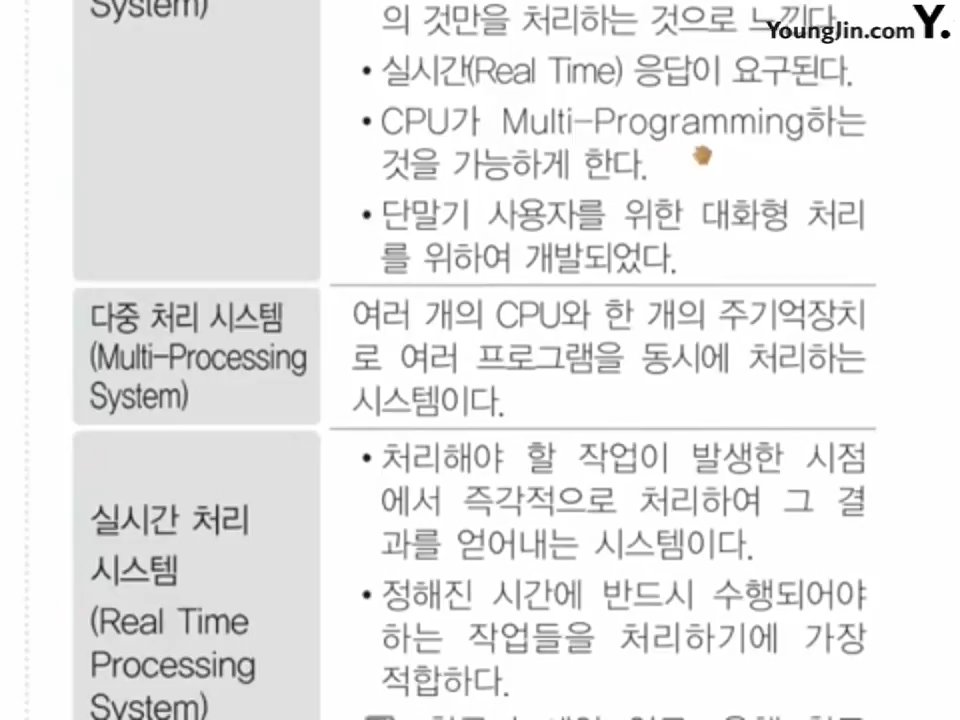 System)
의 것만을 처리하는 것으로 느낀다.
YoungJin.com Y.
• 실시간(Real Time) 응답이 요구된다.
• CPU가 Multi-Programming하는
것을 가능하게 한다.
• 단말기 사용자를 위한 대화형 처리
를 위하여 개발되었다.
다중 처리 시스템
(Multi-Processing
System)
여러 개의 CPU와 한 개의 주기억장치
로 여러 프로그램을 동시에 처리하는
시스템이다.
실시간 처리
시스템
(Real Time
Processing
System)
• 처리해야 할 작업이 발생한 시점
에서 즉각적으로 처리하여 그 결
과를 얻어내는 시스템이다.
• 정해진 시간에 반드시 수행되어야
하는 작업들을 처리하기에 가장
적합하다.